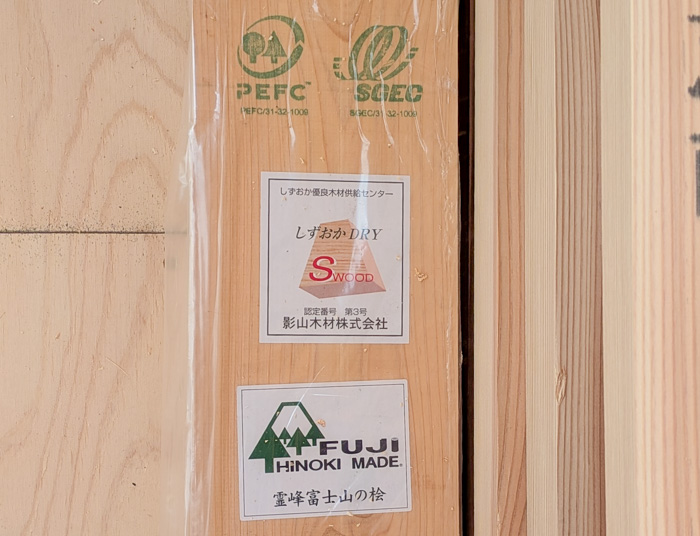 PEFC™
PEFC/31-32-1009
SGEC
SGEC/31-32-1009
しずおか優良木材供給センター
しずおかDRY
SWOOD
認定番号 第3号
影山木材株式会社
FUJI
HINOKI MADE®
霊峰富士山の桧